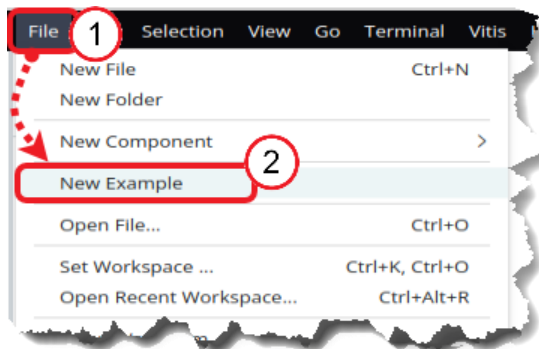 File 1 Selection View Go Terminal Vitis
New File Ctrl+N
New Folder
New Component >
2
New Example
Open File... Ctrl+O
Set Workspace ... Ctrl+K, Ctrl+O
Open Recent Workspace... Ctrl+Alt+R